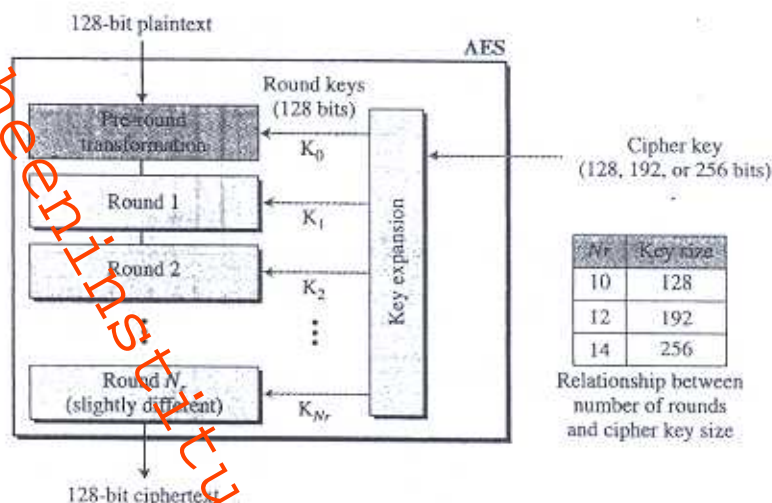 128-bit plaintext
AES
Round keys
(128 bits)
Pre-round
transformation
K0
Cipher key
(128, 192, or 256 bits)
Round 1
K1
Round 2
K2
Key expansion
Nr Key size
10 128
12 192
14 256
Round Nr
(slightly different)
KNr
Relationship between
number of rounds
and cipher key size
128-bit ciphertext
neeninstitu